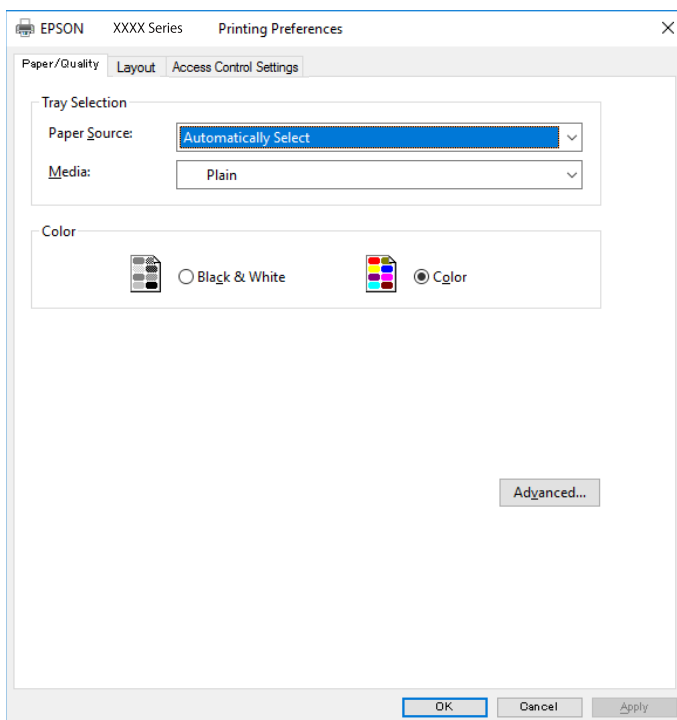 EPSON XXXX Series Printing Preferences
Paper/Quality Layout Access Control Settings
Tray Selection
Paper Source: Automatically Select
Media: Plain
Color
Black & White Color
Advanced...
OK Cancel Apply